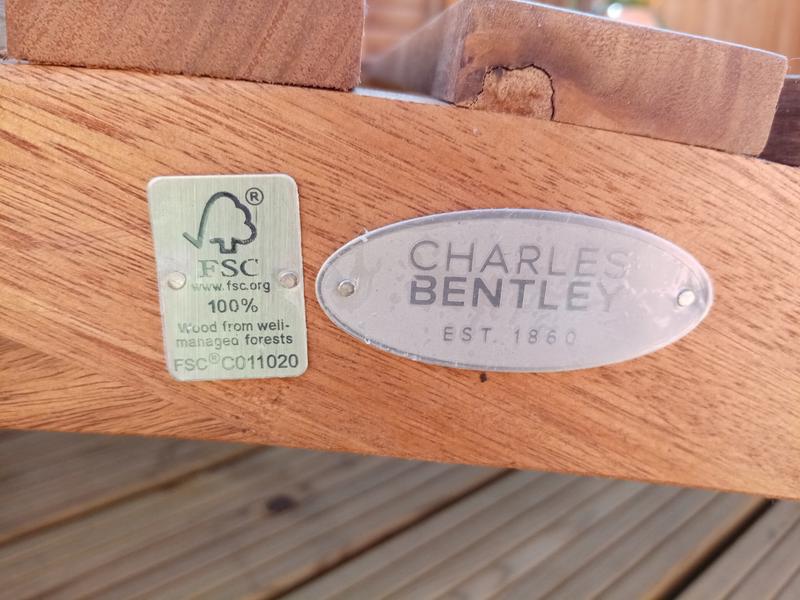 ®
FSC
www.fsc.org
100%
Wood from well-
managed forests
FSC® C011020
CHARLES
BENTLEY
EST. 1860